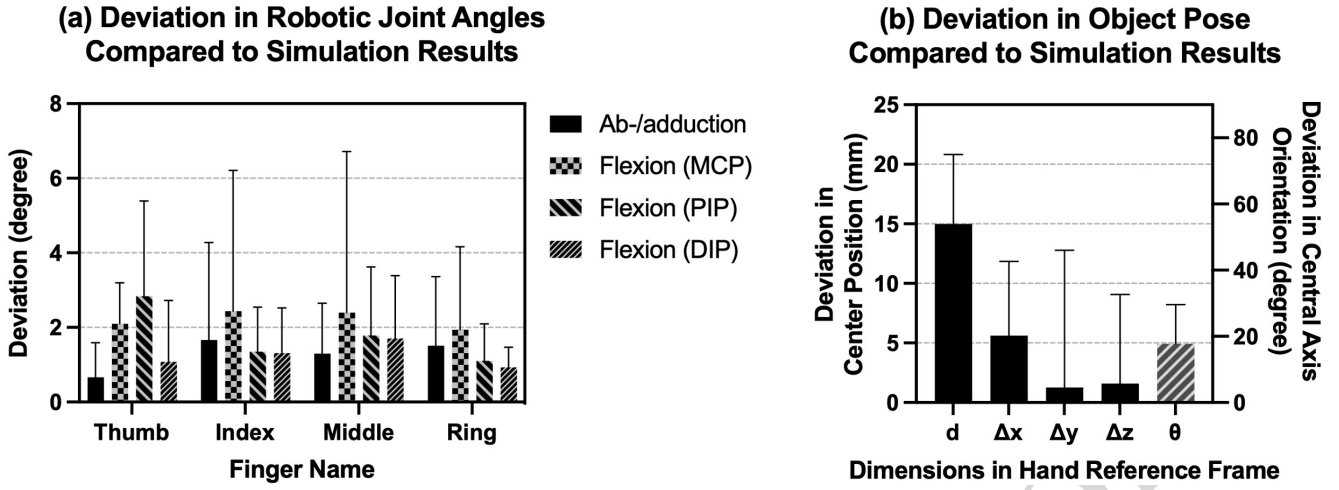 (a) Deviation in Robotic Joint Angles
Compared to Simulation Results
8
6
4
2
0
Deviation (degree)
Thumb
Index
Middle
Ring
Finger Name
Ab-/adduction
Flexion (MCP)
Flexion (PIP)
Flexion (DIP)
(b) Deviation in Object Pose
Compared to Simulation Results
Deviation in
Center Position (mm)
25
20
15
10
5
0
80
60
40
20
0
Deviation in Central Axis
Orientation (degree)
d
Δx
Δy
Δz
θ
Dimensions in Hand Reference Frame